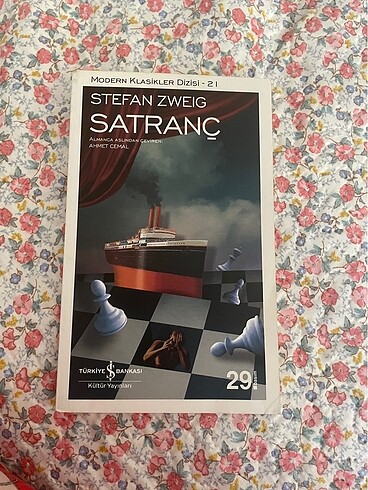 MODERN KLASİKLER DİZİSİ - 21
STEFAN ZWEIG
SATRANÇ
ALMANCA ASLINDAN ÇEVİREN:
AHMET CEMAL
TÜRKİYE İŞ BANKASI
Kültür Yayınları
29